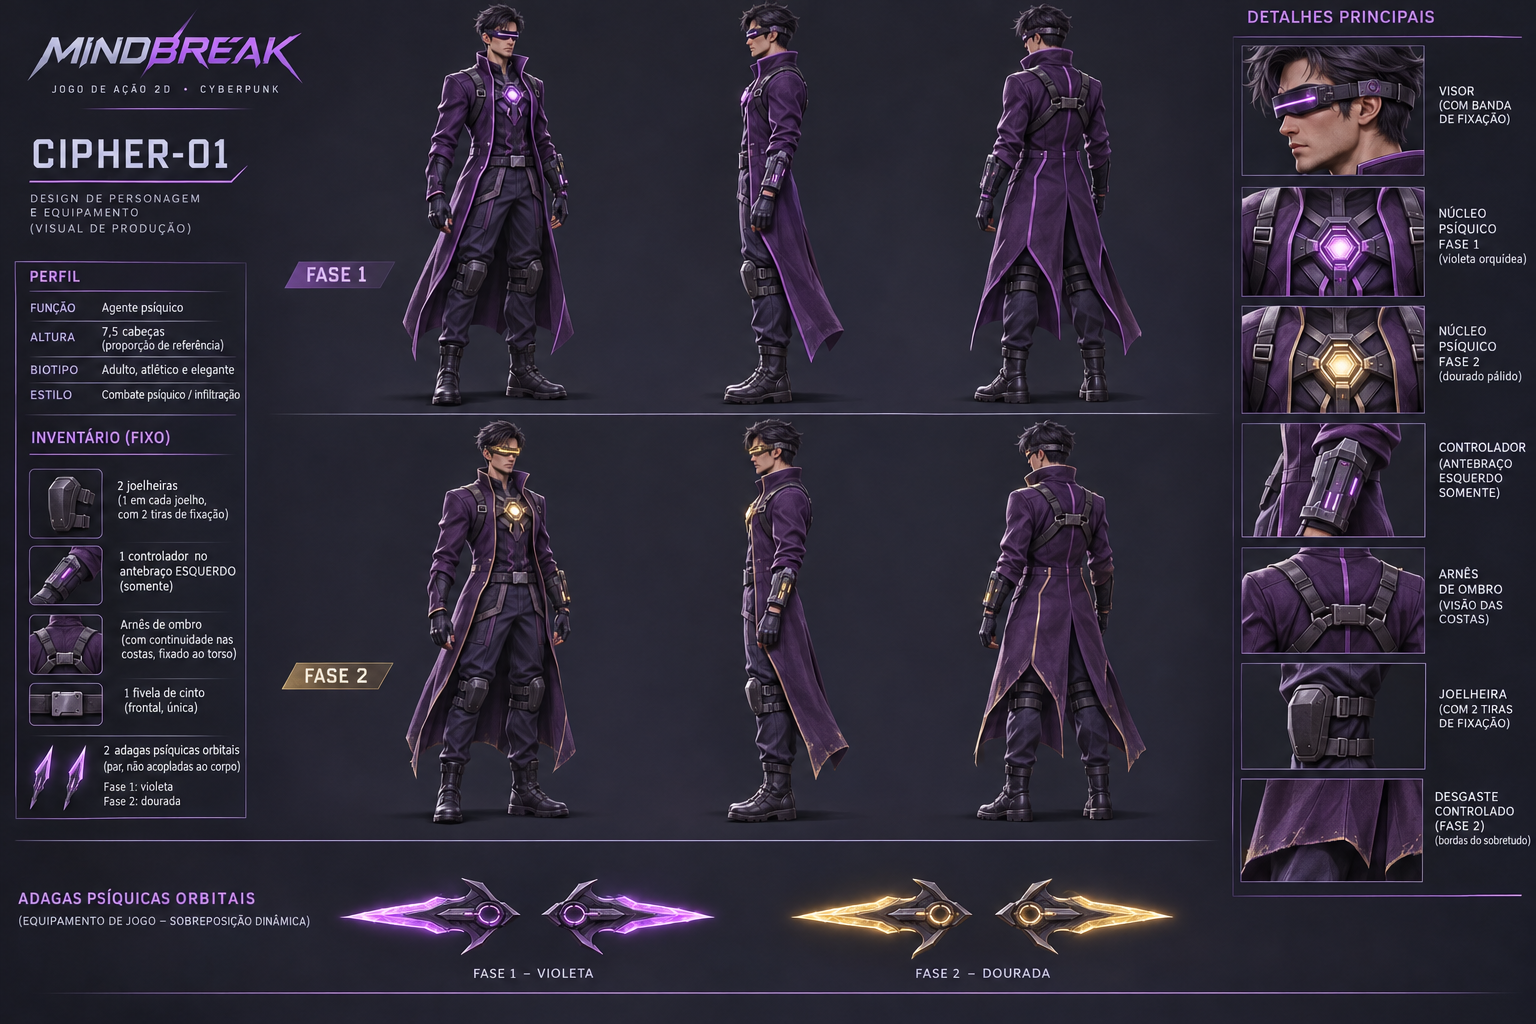 MINDBREAK
JOGO DE AÇÃO 2D • CYBERPUNK
CIPHER-01
DESIGN DE PERSONAGEM
E EQUIPAMENTO
(VISUAL DE PRODUÇÃO)
PERFIL
FUNÇÃO Agente psíquico
ALTURA 7,5 cabeças
(proporção de referência)
BIOTIPO Adulto, atlético e elegante
ESTILO Combate psíquico / infiltração
INVENTÁRIO (FIXO)
2 joelheiras
(1 em cada joelho,
com 2 tiras de fixação)
1 controlador no
antebraço ESQUERDO
(somente)
Arnês de ombro
(com continuidade nas
costas, fixado ao torso)
1 fivela de cinto
(frontal, única)
2 adagas psíquicas orbitais
(par, não acopladas ao corpo)
Fase 1: violeta
Fase 2: dourada
FASE 1
FASE 2
DETALHES PRINCIPAIS
VISOR
(COM BANDA
DE FIXAÇÃO)
NÚCLEO
PSÍQUICO
FASE 1
(violeta orquídea)
NÚCLEO
PSÍQUICO
FASE 2
(dourado pálido)
CONTROLADOR
(ANTEBRAÇO
ESQUERDO
SOMENTE)
ARNÊS
DE OMBRO
(VISÃO DAS
COSTAS)
JOELHEIRA
(COM 2 TIRAS
DE FIXAÇÃO)
DESGASTE
CONTROLADO
(FASE 2)
(bordas do sobretudo)
ADAGAS PSÍQUICAS ORBITAIS
(EQUIPAMENTO DE JOGO – SOBREPOSIÇÃO DINÂMICA)
FASE 1 – VIOLETA
FASE 2 – DOURADA